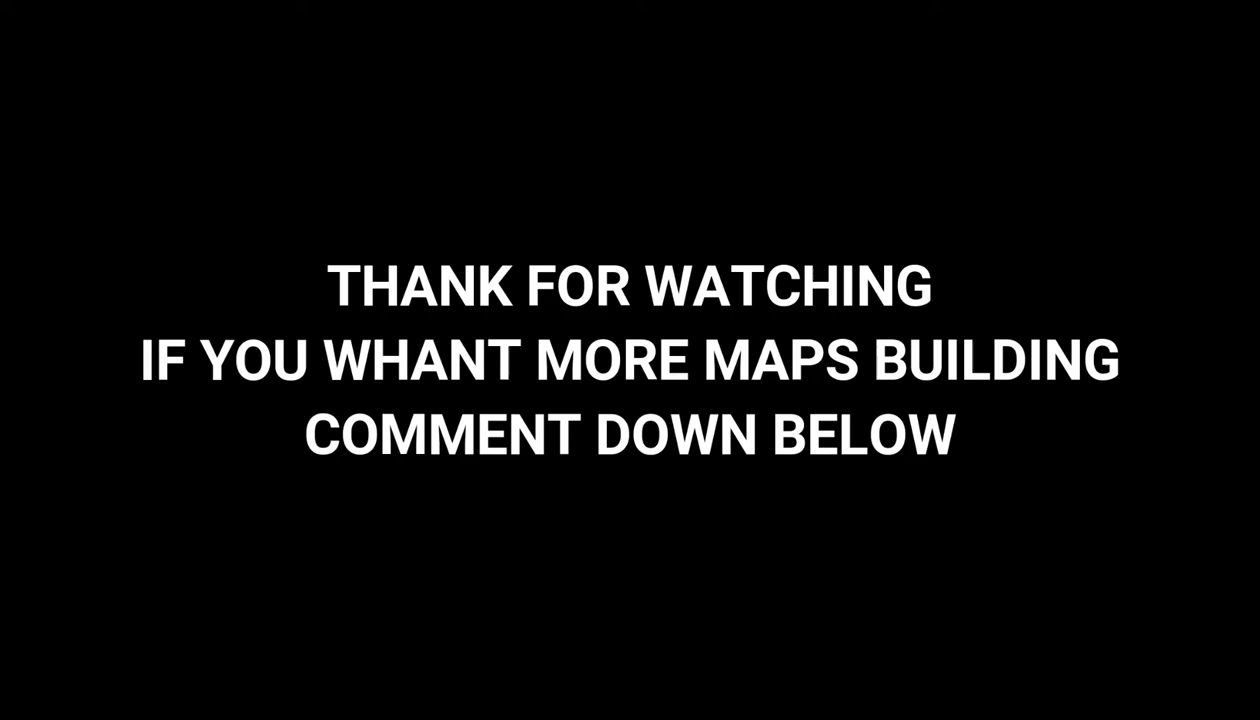 THANK FOR WATCHING
IF YOU WHANT MORE MAPS BUILDING
COMMENT DOWN BELOW